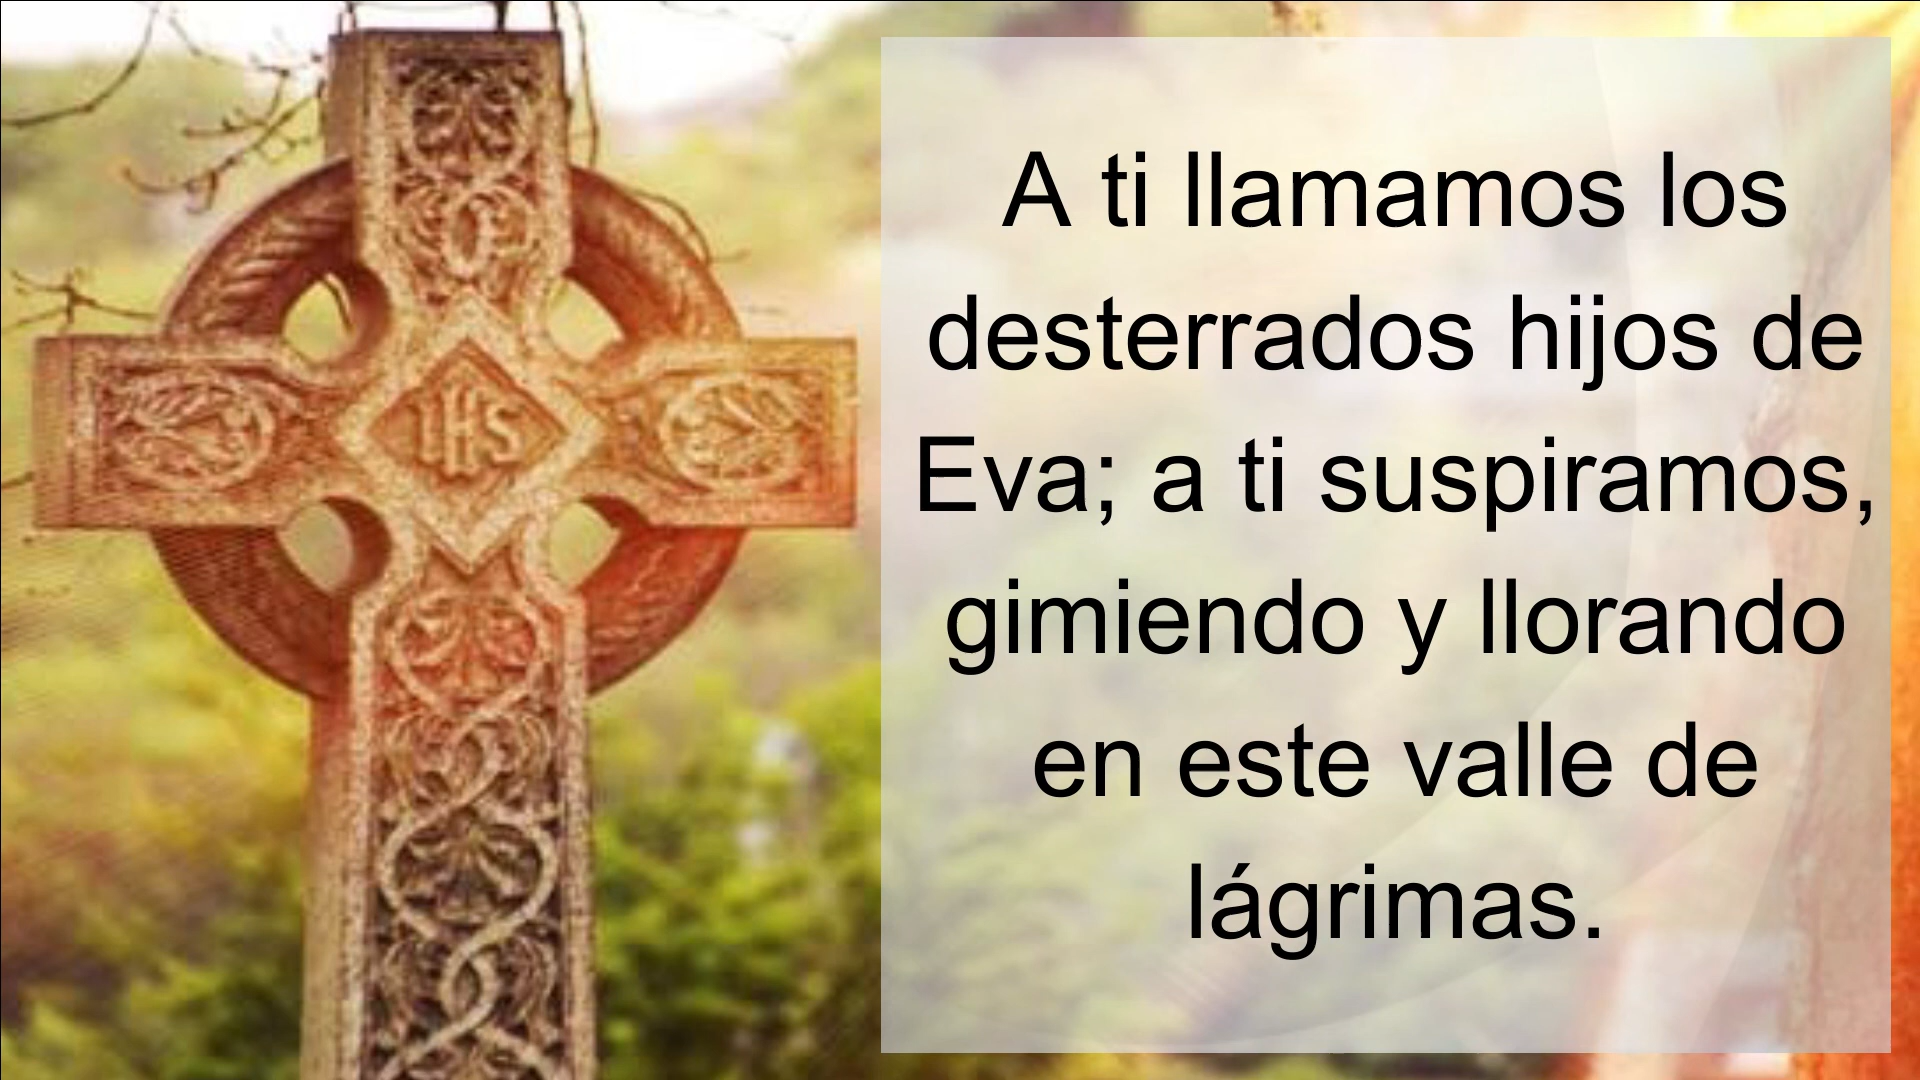 IHS
A ti llamamos los
desterrados hijos de
Eva; a ti suspiramos,
gimiendo y llorando
en este valle de
lágrimas.